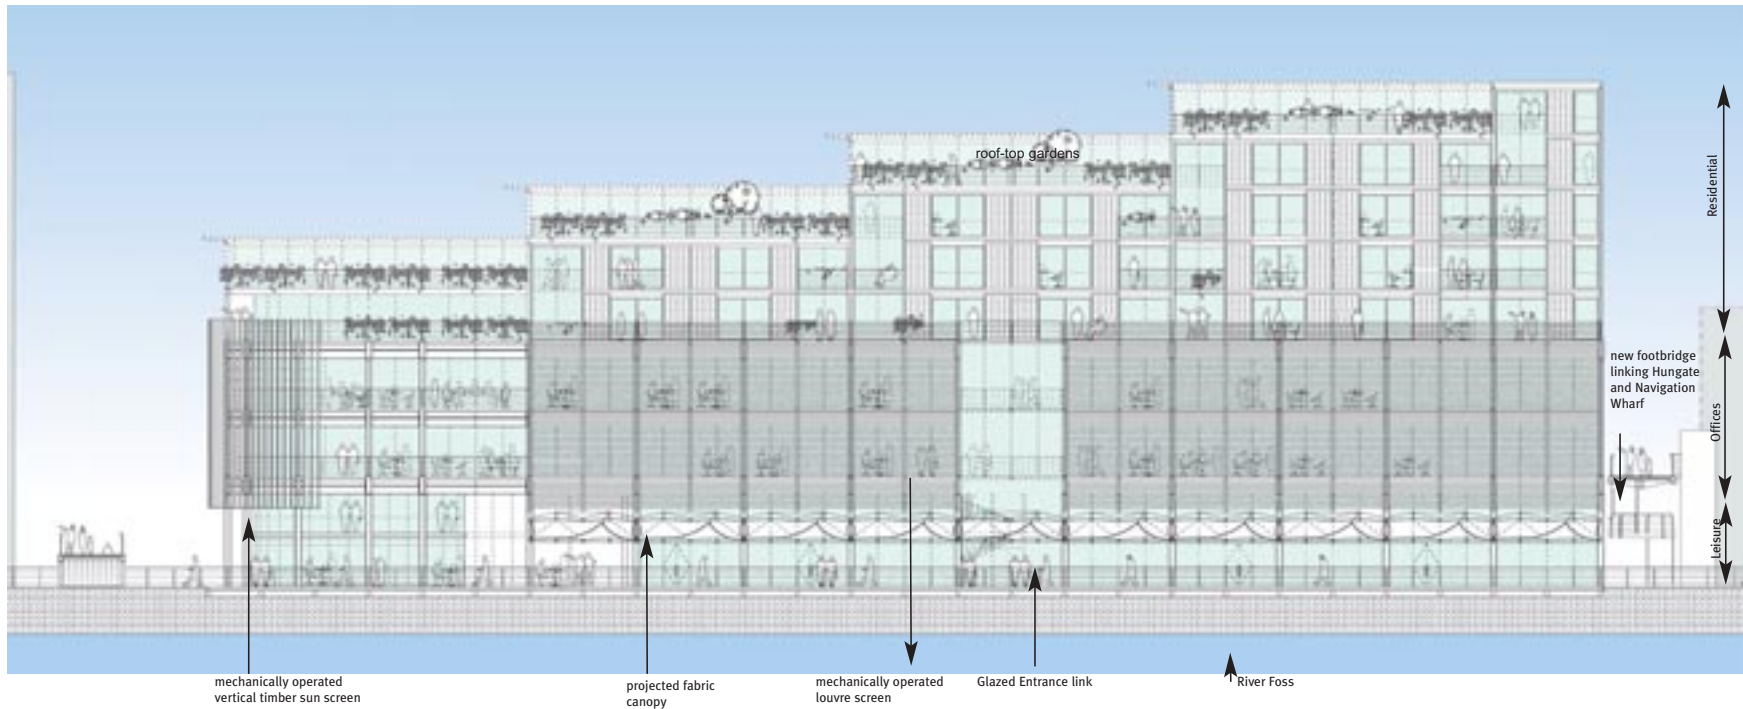 roof-top gardens
Residential
new footbridge
linking Hungate
and Navigation
Wharf
Offices
Leisure
mechanically operated
vertical timber sun screen
projected fabric
canopy
mechanically operated
louvre screen
Glazed Entrance link
River Foss